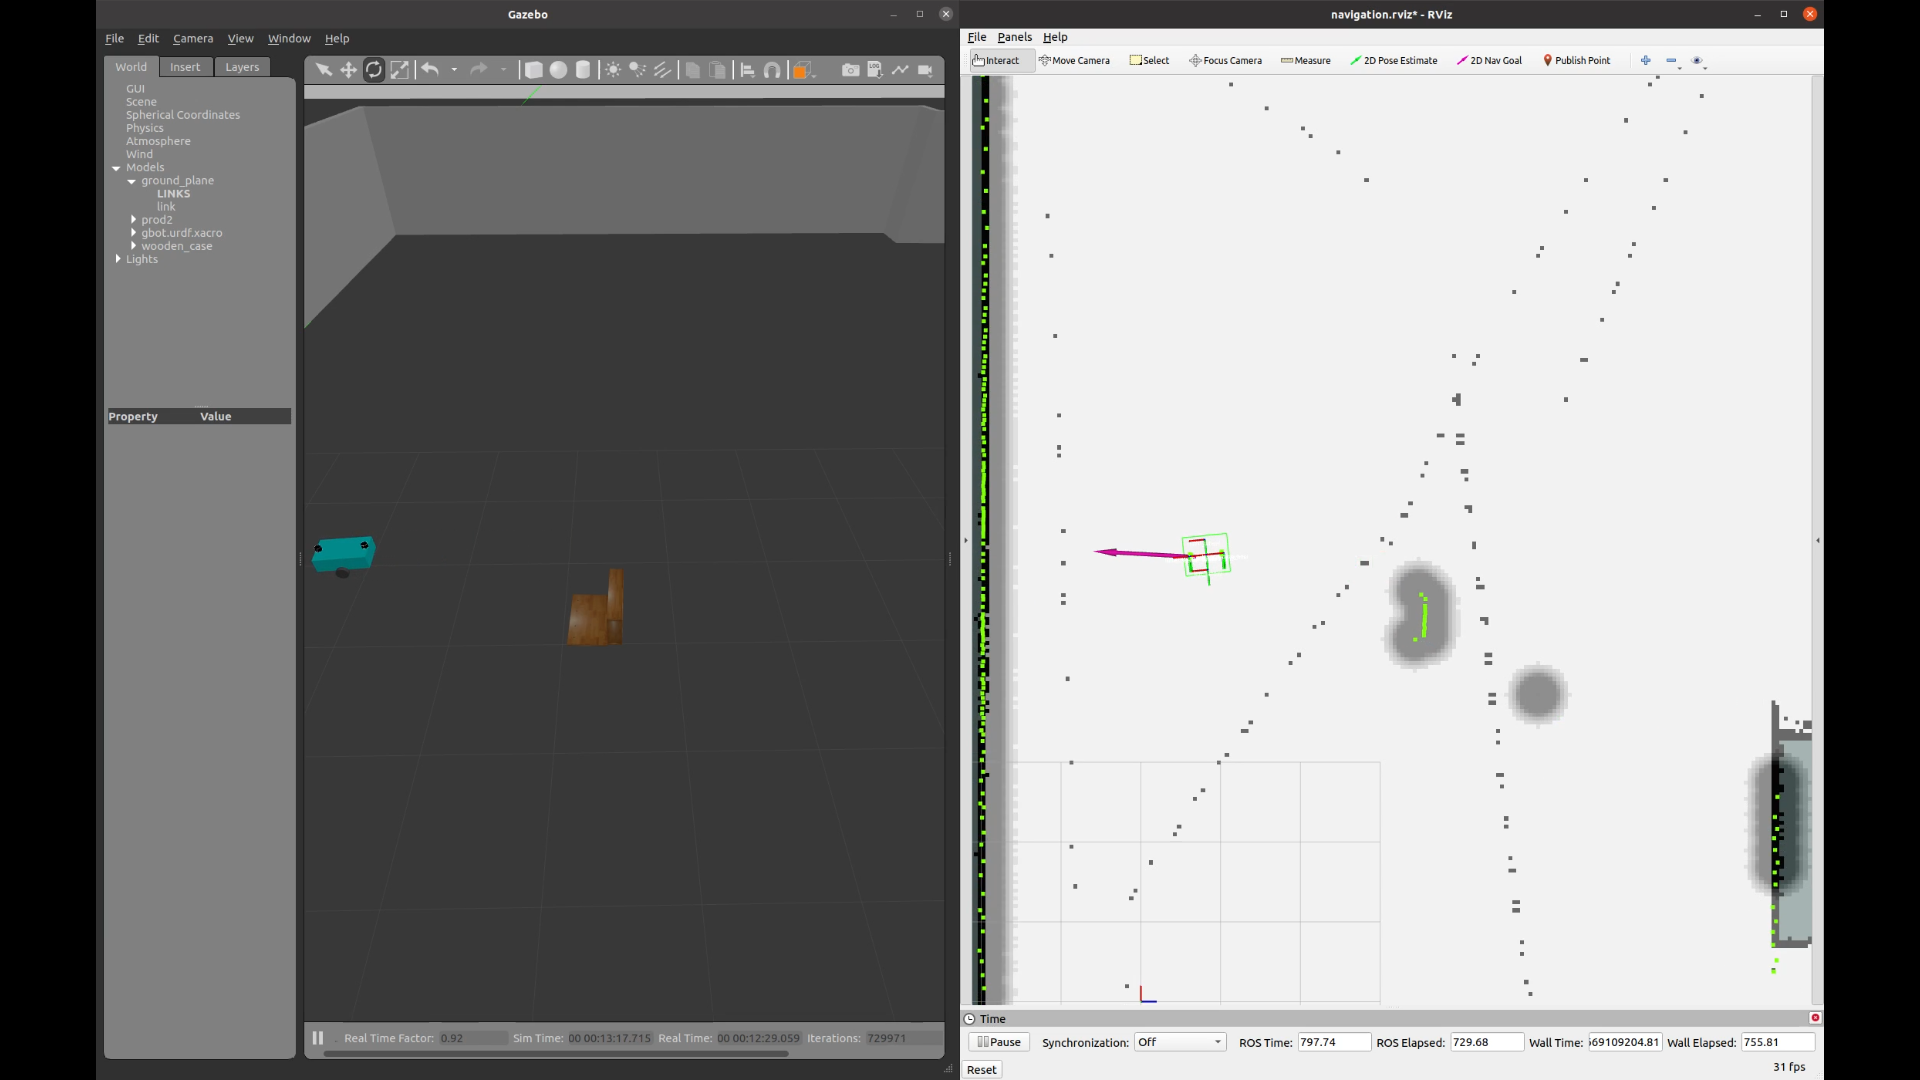 Gazebo
File Edit Camera View Window Help
World Insert Layers
GUI
Scene
Spherical Coordinates
Physics
Atmosphere
Wind
Models
ground_plane
LINKS
link
prod2
gbot.urdf.xacro
wooden_case
Lights
Property Value
Real Time Factor: 0.92 Sim Time: 00 00:13:17.715 Real Time: 00 00:12:29.059 Iterations: 729971
navigation.rviz* - RViz
File Panels Help
Interact Move Camera Select Focus Camera Measure 2D Pose Estimate 2D Nav Goal Publish Point
Time
Pause Synchronization: Off ROS Time: 797.74 ROS Elapsed: 729.68 Wall Time: 669109204.81 Wall Elapsed: 755.81
Reset 31 fps